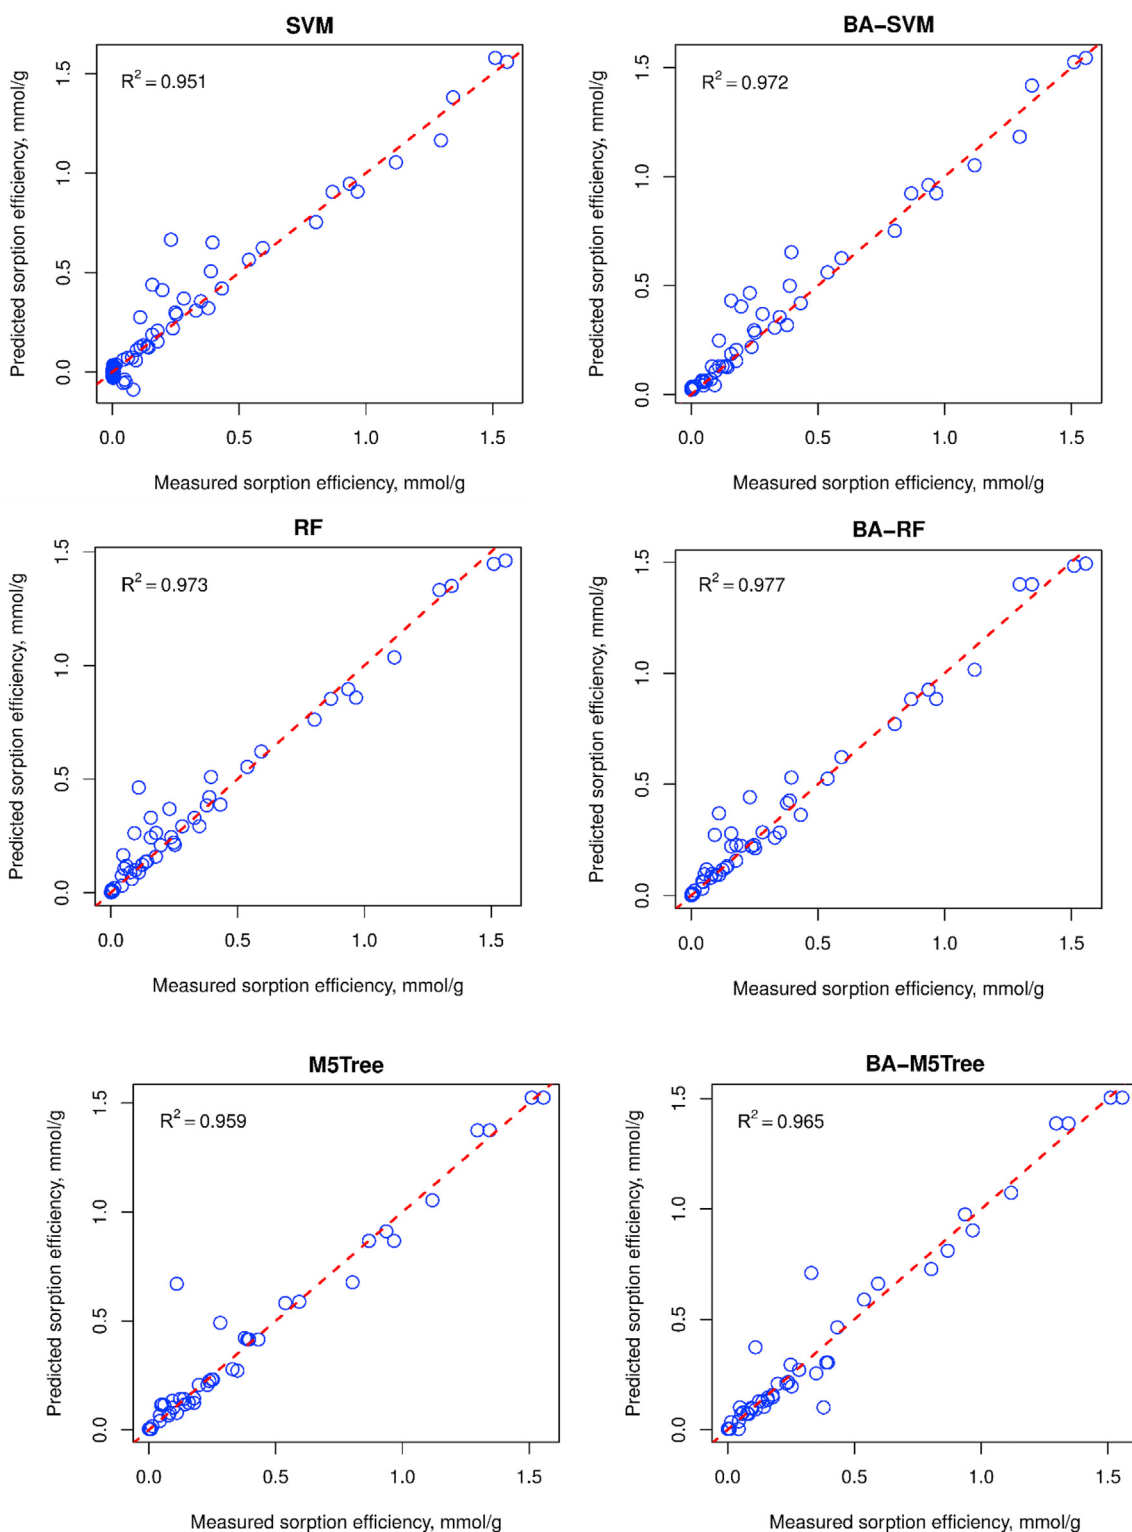 SVM
R² = 0.951
Predicted sorption efficiency, mmol/g
1.5
1.0
0.5
0.0
0.0 0.5 1.0 1.5
Measured sorption efficiency, mmol/g
BA−SVM
R² = 0.972
Predicted sorption efficiency, mmol/g
1.5
1.0
0.5
0.0
0.0 0.5 1.0 1.5
Measured sorption efficiency, mmol/g
RF
R² = 0.973
Predicted sorption efficiency, mmol/g
1.5
1.0
0.5
0.0
0.0 0.5 1.0 1.5
Measured sorption efficiency, mmol/g
BA−RF
R² = 0.977
Predicted sorption efficiency, mmol/g
1.5
1.0
0.5
0.0
0.0 0.5 1.0 1.5
Measured sorption efficiency, mmol/g
M5Tree
R² = 0.959
Predicted sorption efficiency, mmol/g
1.5
1.0
0.5
0.0
0.0 0.5 1.0 1.5
Measured sorption efficiency, mmol/g
BA−M5Tree
R² = 0.965
Predicted sorption efficiency, mmol/g
1.5
1.0
0.5
0.0
0.0 0.5 1.0 1.5
Measured sorption efficiency, mmol/g